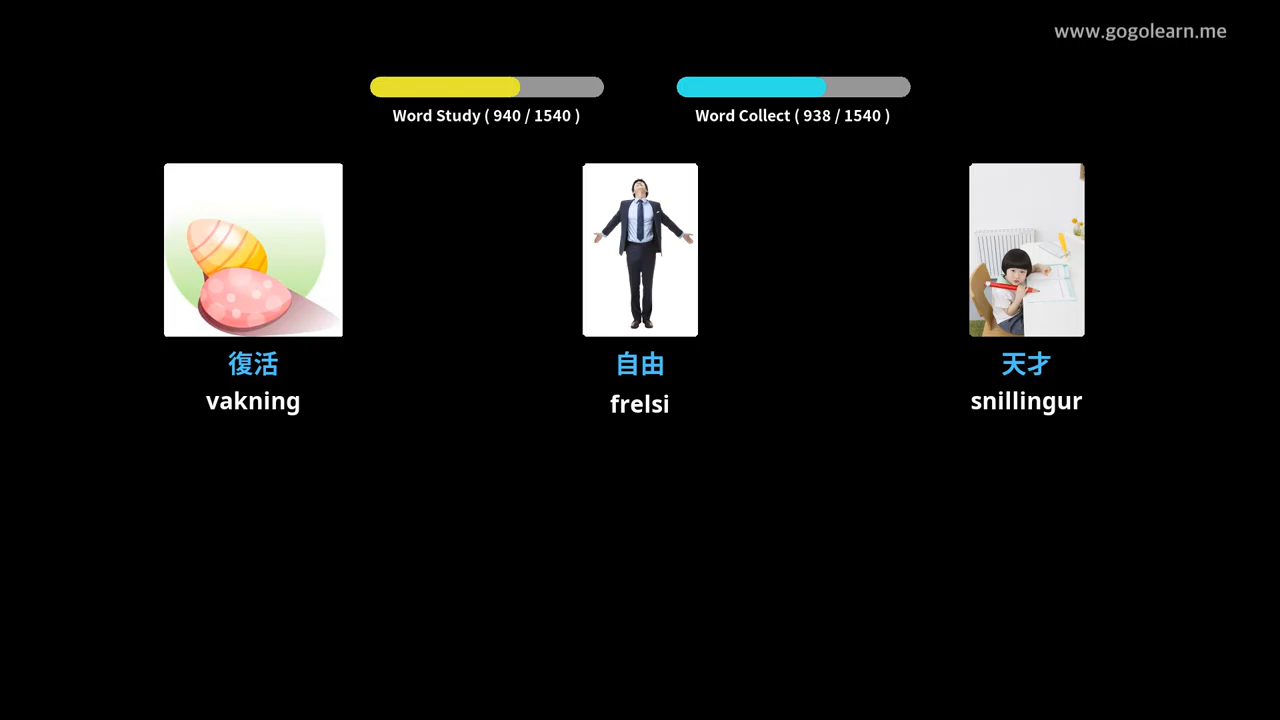 www.gogolearn.me
Word Study ( 940 / 1540 )
Word Collect ( 938 / 1540 )
復活
vakning
自由
frelsi
天才
snillingur